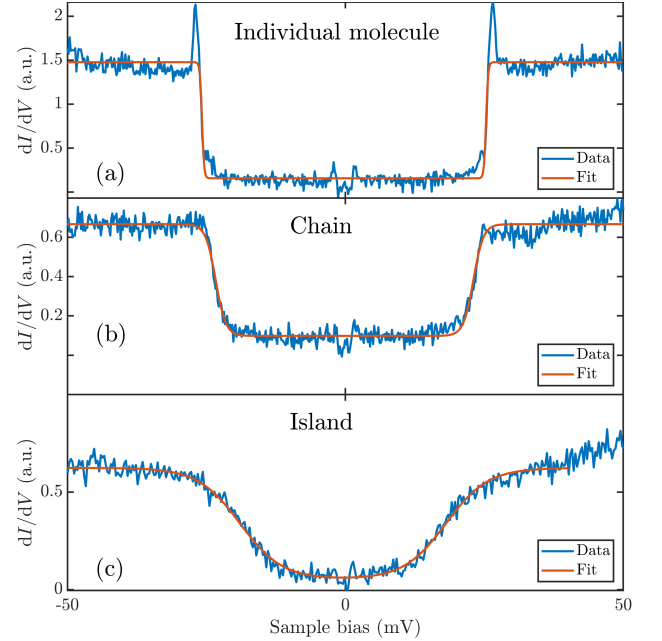 Individual molecule
2
1.5
dI/dV (a.u.)
0.5
(a)
Data
Fit
Chain
0.6
0.4
dI/dV (a.u.)
0.2
(b)
Data
Fit
Island
0.5
dI/dV (a.u.)
0
(c)
Data
Fit
-50
0
50
Sample bias (mV)